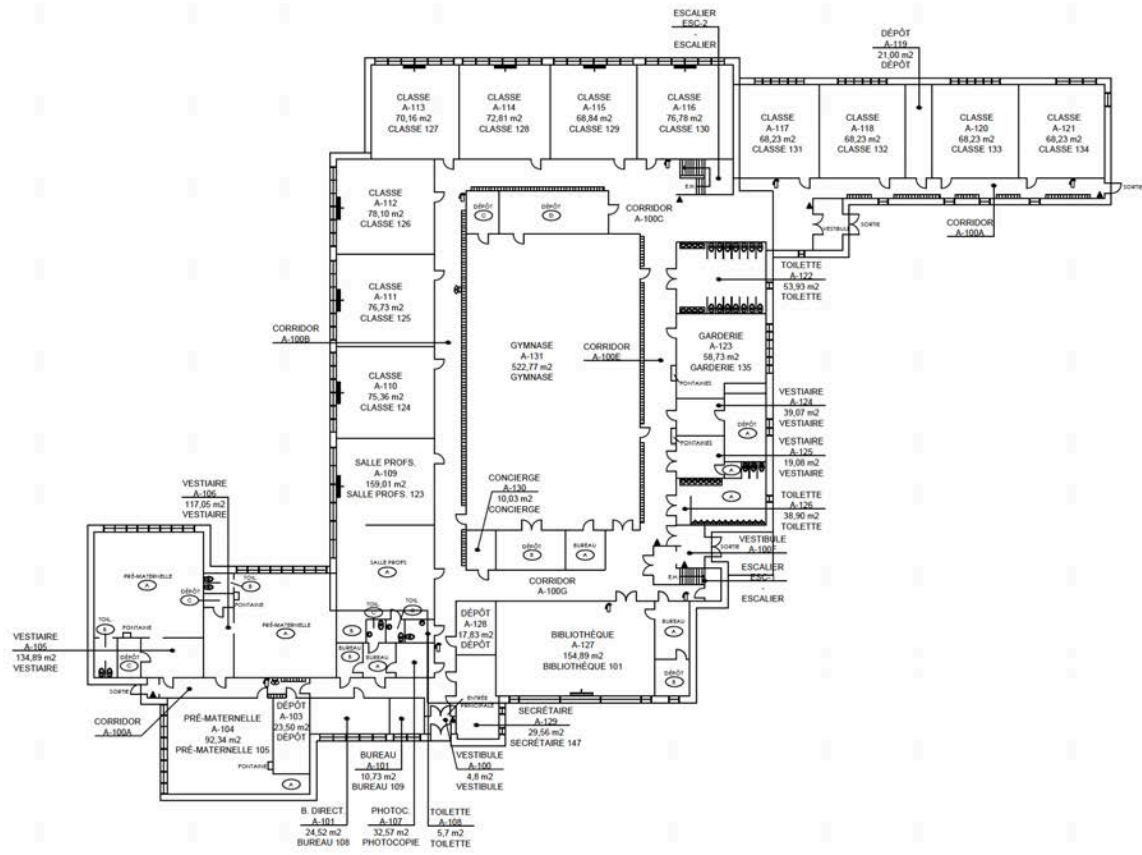 ESCALIER
ESC-2
-
ESCALIER
DÉPÔT
A-119
21,00 m2
DÉPÔT
CLASSE
A-113
70,16 m2
CLASSE 127
CLASSE
A-114
72,81 m2
CLASSE 128
CLASSE
A-115
68,84 m2
CLASSE 129
CLASSE
A-116
76,78 m2
CLASSE 130
CLASSE
A-117
68,23 m2
CLASSE 131
CLASSE
A-118
68,23 m2
CLASSE 132
CLASSE
A-120
68,23 m2
CLASSE 133
CLASSE
A-121
68,23 m2
CLASSE 134
E.H.
SORTIE
CLASSE
A-112
78,10 m2
CLASSE 126
DÉPÔT
C
DÉPÔT
D
CORRIDOR
A-100C
VESTIBULE
SORTIE
CORRIDOR
A-100A
TOILETTE
A-122
53,93 m2
TOILETTE
CLASSE
A-111
76,73 m2
CLASSE 125
CORRIDOR
A-100B
GYMNASE
A-131
522,77 m2
GYMNASE
CORRIDOR
A-100E
GARDERIE
A-123
58,73 m2
GARDERIE 135
FONTAINES
CLASSE
A-110
75,36 m2
CLASSE 124
VESTIAIRE
A-124
39,07 m2
VESTIAIRE
DÉPÔT
A
FONTAINES
VESTIAIRE
A-125
19,08 m2
VESTIAIRE
A
SALLE PROFS.
A-109
159,01 m2
SALLE PROFS. 123
CONCIERGE
A-130
10,03 m2
CONCIERGE
A
TOILETTE
A-126
38,90 m2
TOILETTE
VESTIAIRE
A-106
117,05 m2
VESTIAIRE
SORTIE
VESTIBULE
A-100F
DÉPÔT
B
BUREAU
A
SALLE PROFS
A
E.H.
ESCALIER
ESC-1
-
ESCALIER
PRÉ-MATERNELLE
A
TOIL
B
DÉPÔT
C
FONTAINE
CORRIDOR
A-100G
TOIL
C
TOIL
B
DÉPÔT
A-128
17,83 m2
DÉPÔT
BIBLIOTHÈQUE
A-127
154,89 m2
BIBLIOTHÈQUE 101
BUREAU
A
DÉPÔT
B
PRÉ-MATERNELLE
A
TOIL.
B
FONTAINE
DÉPÔT
C
VESTIAIRE
A-105
134,89 m2
VESTIAIRE
B
BUREAU
B
BUREAU
A
SORTIE
CORRIDOR
A-100A
PRÉ-MATERNELLE
A-104
92,34 m2
PRÉ-MATERNELLE 105
DÉPÔT
A-103
23,50 m2
DÉPÔT
FONTAINE
A
ENTRÉE
PRINCIPALE
SECRÉTAIRE
A-129
29,56 m2
SECRÉTAIRE 147
BUREAU
A-101
10,73 m2
BUREAU 109
VESTIBULE
A-100
4,8 m2
VESTIBULE
B. DIRECT.
A-101
24,52 m2
BUREAU 108
PHOTOC.
A-107
32,57 m2
PHOTOCOPIE
TOILETTE
A-108
5,7 m2
TOILETTE